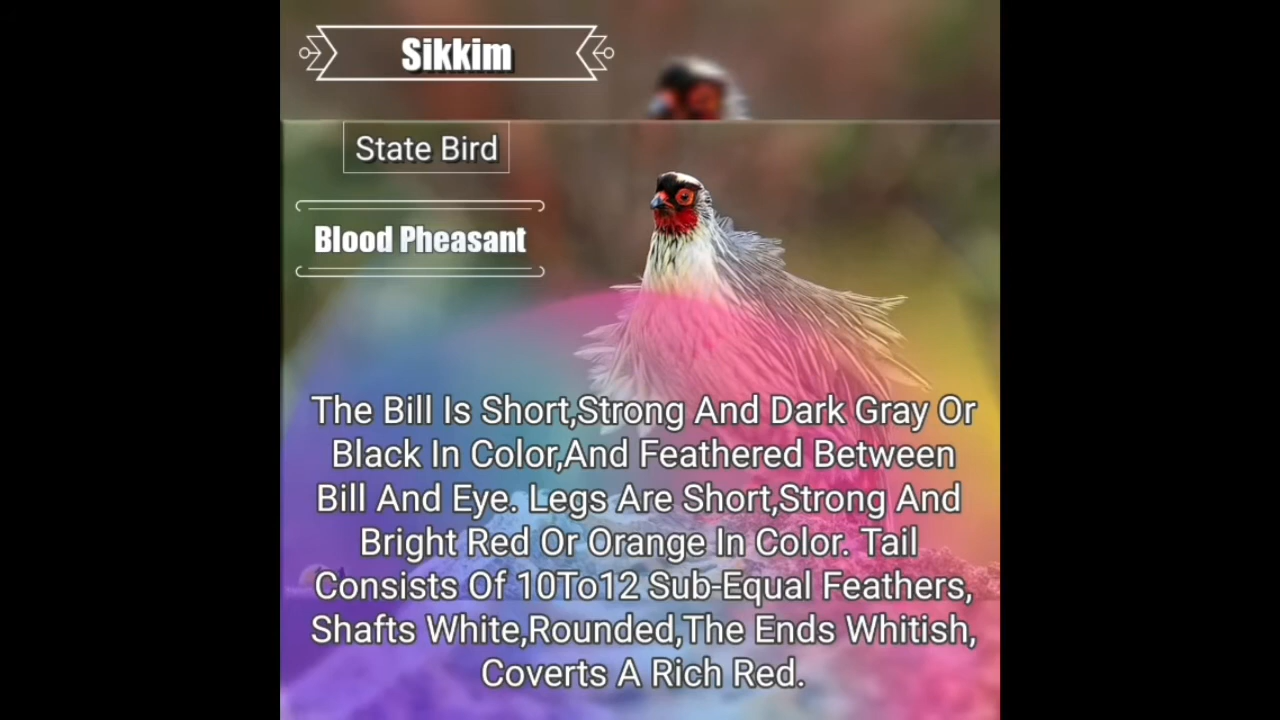 Sikkim
State Bird
Blood Pheasant
The Bill Is Short,Strong And Dark Gray Or
Black In Color,And Feathered Between
Bill And Eye. Legs Are Short,Strong And
Bright Red Or Orange In Color. Tail
Consists Of 10To12 Sub-Equal Feathers,
Shafts White,Rounded,The Ends Whitish,
Coverts A Rich Red.